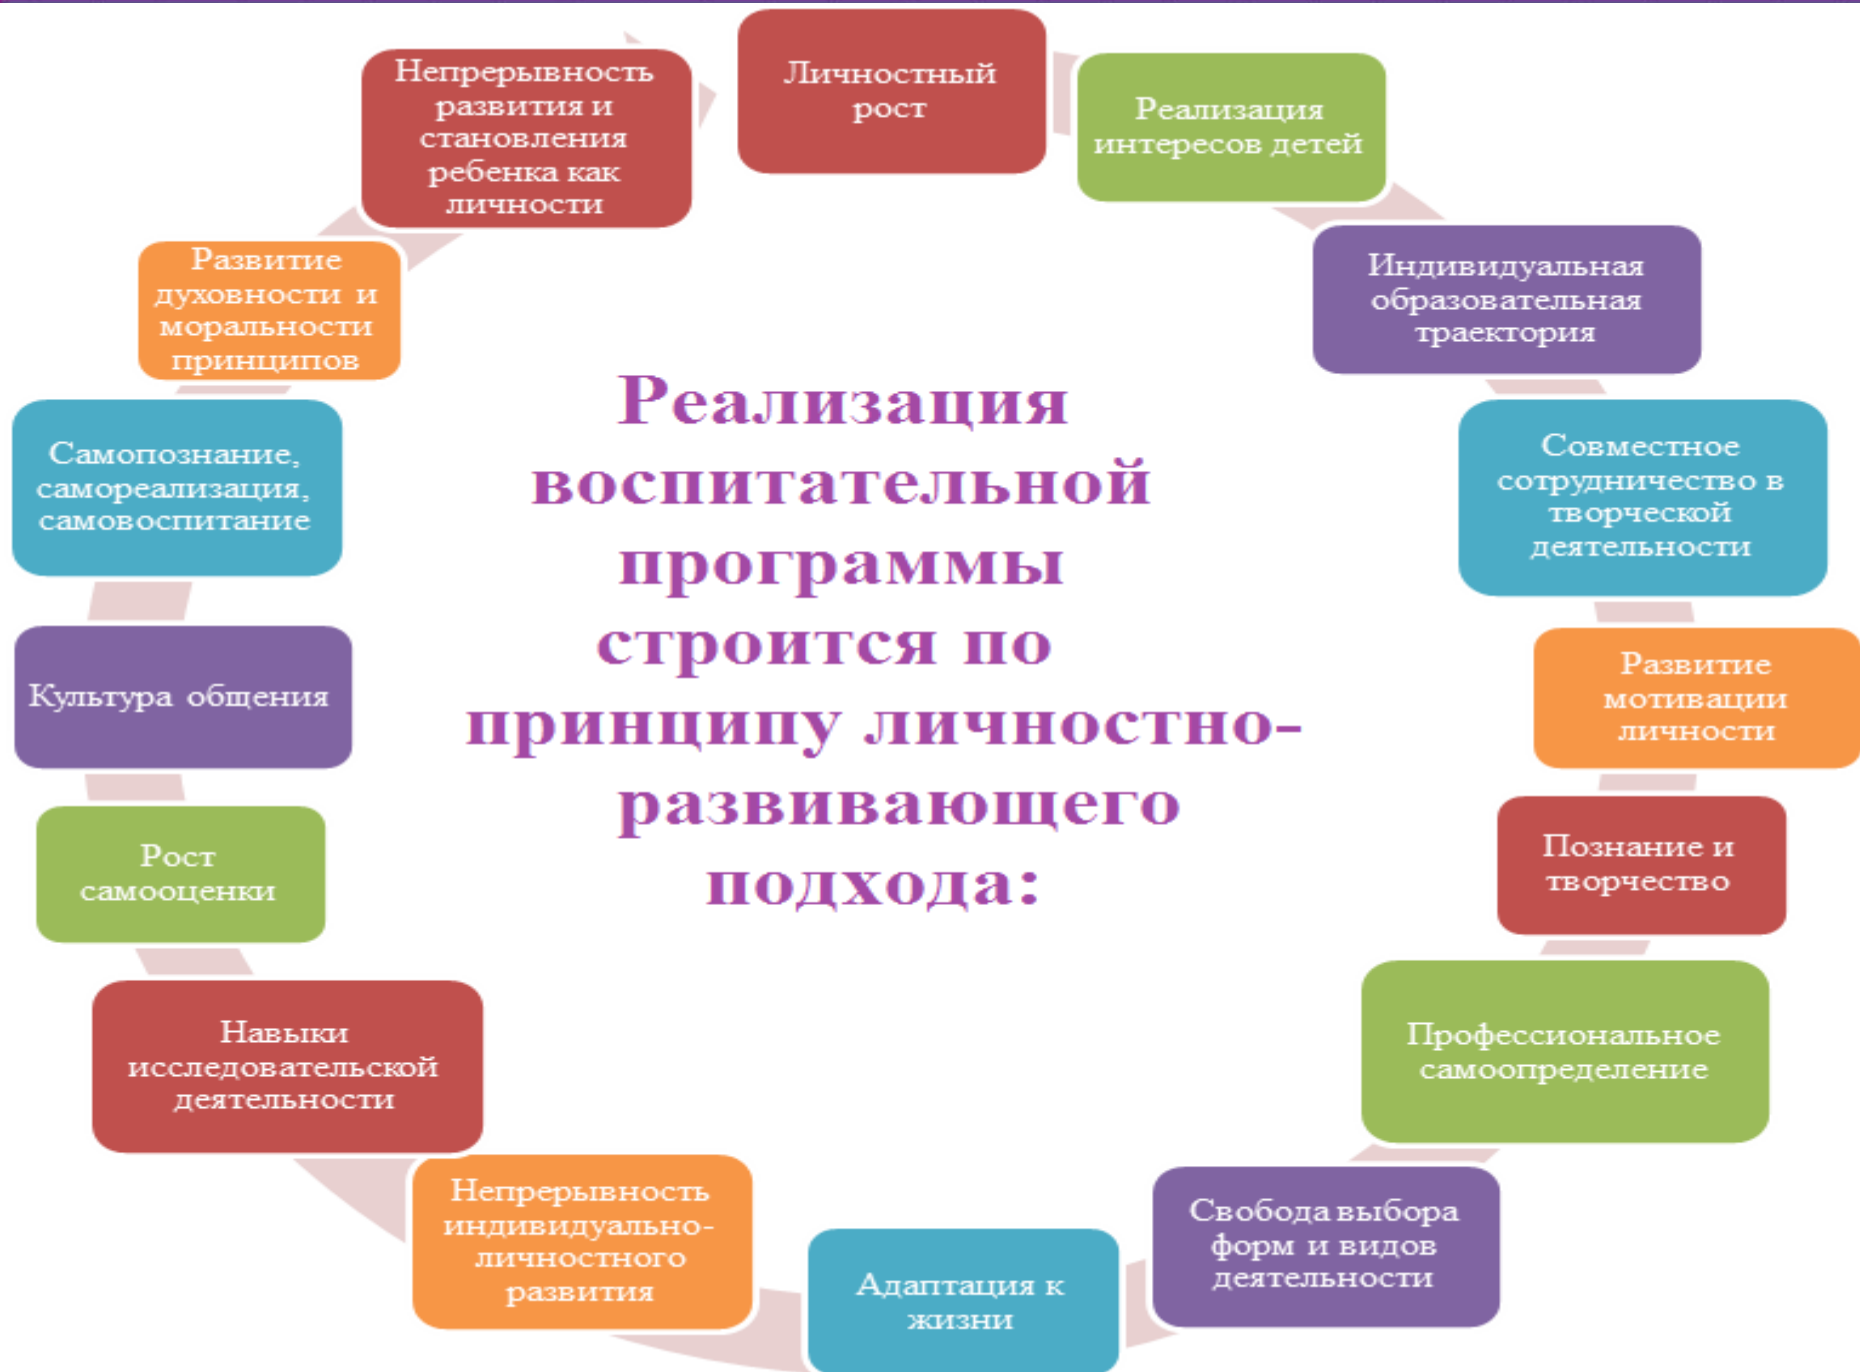 Личностный
рост
Реализация
интересов детей
Индивидуальная
образовательная
траектория
Совместное
сотрудничество в
творческой
деятельности
Развитие
мотивации
личности
Познание и
творчество
Профессиональное
самоопределение
Свобода выбора
форм и видов
деятельности
Адаптация к
жизни
Непрерывность
индивидуально-
личностного
развития
Навыки
исследовательской
деятельности
Рост
самооценки
Культура общения
Самопознание,
самореализация,
самовоспитание
Развитие
духовности и
моральности
принципов
Непрерывность
развития и
становления
ребенка как
личности
Реализация
воспитательной
программы
строится по
принципу личностно-
развивающего
подхода: